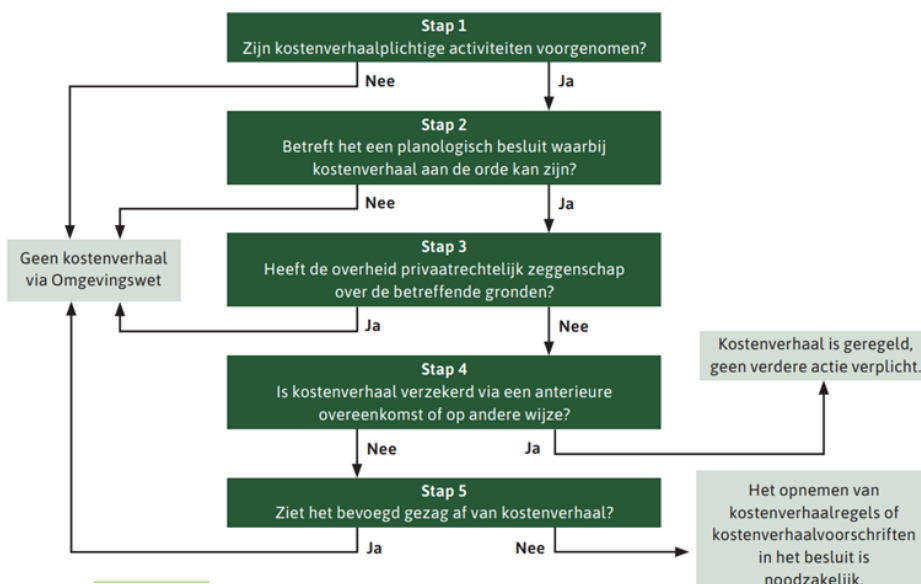 Stap 1
Zijn kostenverhaalplichtige activiteiten voorgenomen?
Nee
Ja
Stap 2
Betreft het een planologisch besluit waarbij
kostenverhaal aan de orde kan zijn?
Nee
Ja
Geen kostenverhaal
via Omgevingswet
Stap 3
Heeft de overheid privaatrechtelijk zeggenschap
over de betreffende gronden?
Ja
Nee
Kostenverhaal is geregeld,
geen verdere actie verplicht.
Stap 4
Is kostenverhaal verzekerd via een anterieure
overeenkomst of op andere wijze?
Nee
Ja
Stap 5
Ziet het bevoegd gezag af van kostenverhaal?
Ja
Nee
Het opnemen van
kostenverhaalregels of
kostenverhaalvoorschriften
in het besluit is
noodzakelijk.